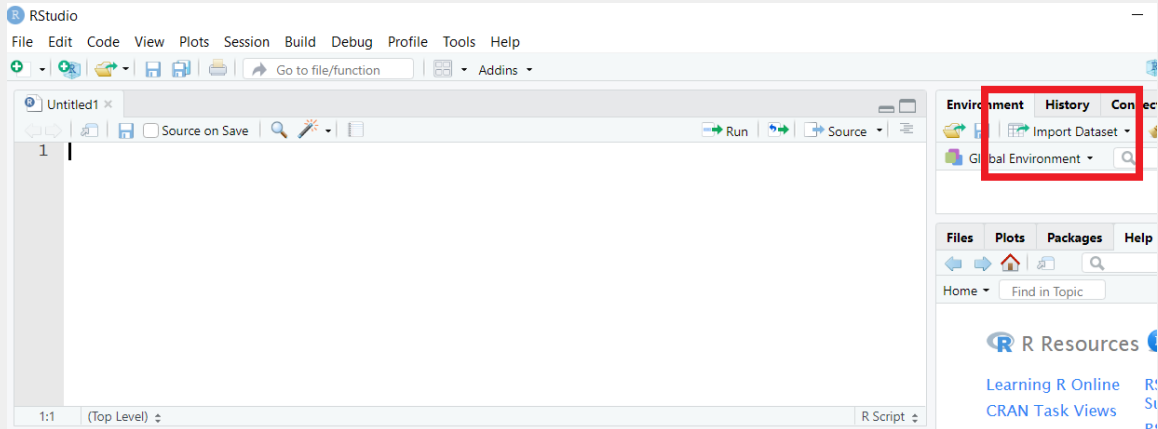 RStudio
File Edit Code View Plots Session Build Debug Profile Tools Help
Go to file/function Addins
Untitled1
Source on Save Run Source
1
1:1 (Top Level) R Script
Environment History Connec
Import Dataset
Global Environment
Files Plots Packages Help
Home Find in Topic
R Resources
Learning R Online
CRAN Task Views